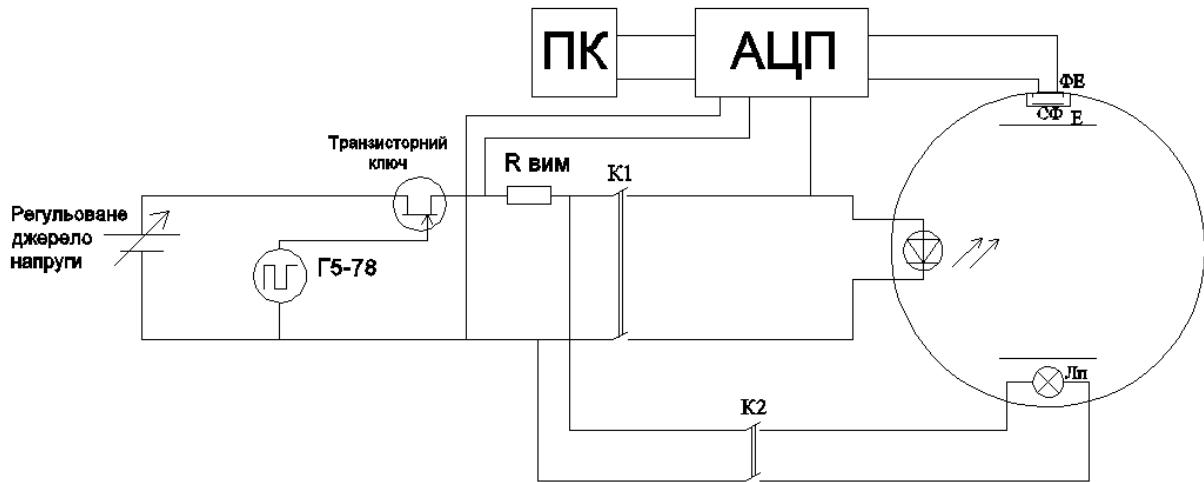 ПК
АЦП
ФЕ
СФ
Е
Транзисторний
ключ
R вим
К1
Регульоване
джерело
напруги
Г5-78
Лп
К2